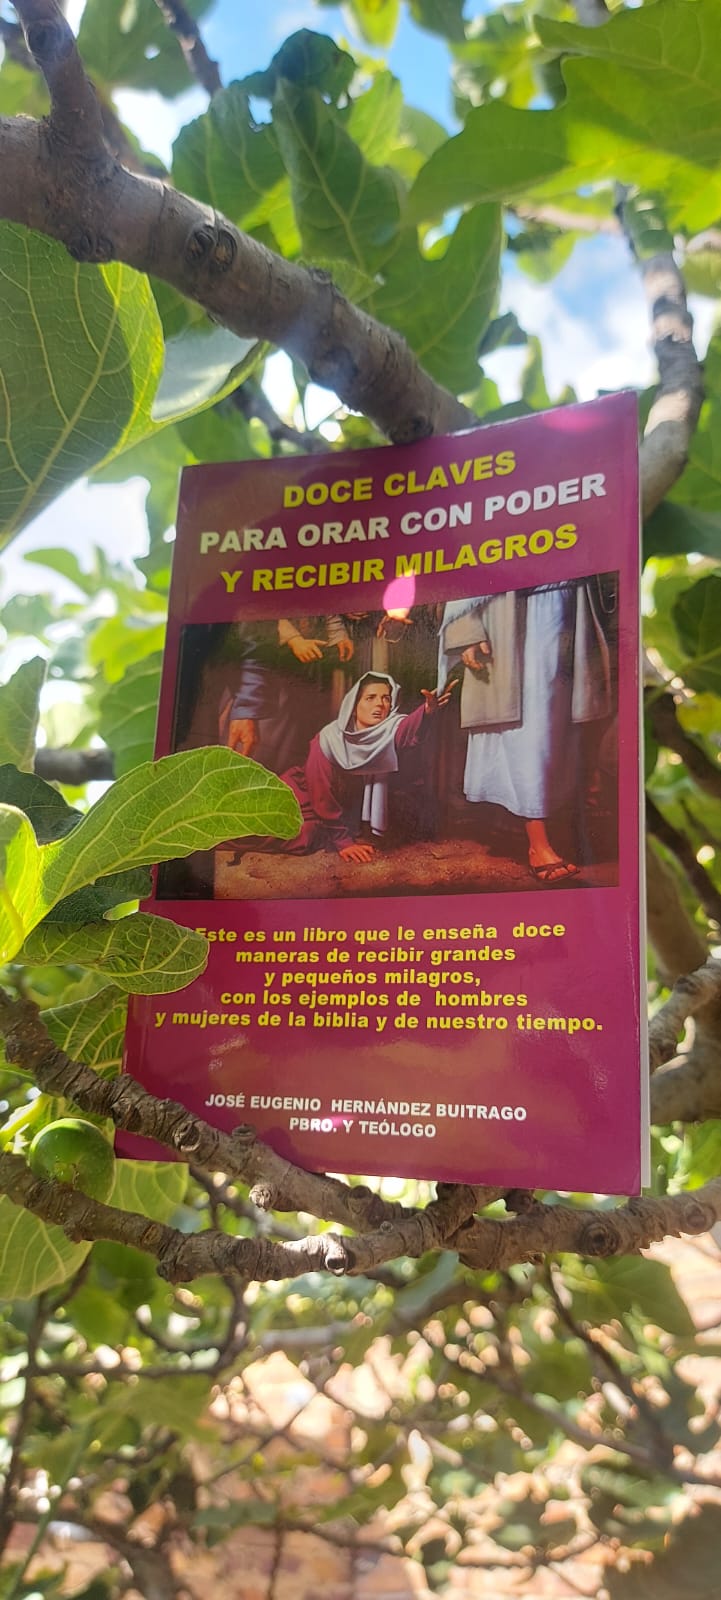 DOCE CLAVES
PARA ORAR CON PODER
Y RECIBIR MILAGROS
Este es un libro que le enseña doce
maneras de recibir grandes
y pequeños milagros,
con los ejemplos de hombres
y mujeres de la biblia y de nuestro tiempo.
JOSÉ EUGENIO HERNÁNDEZ BUITRAGO
PBRO. Y TEÓLOGO